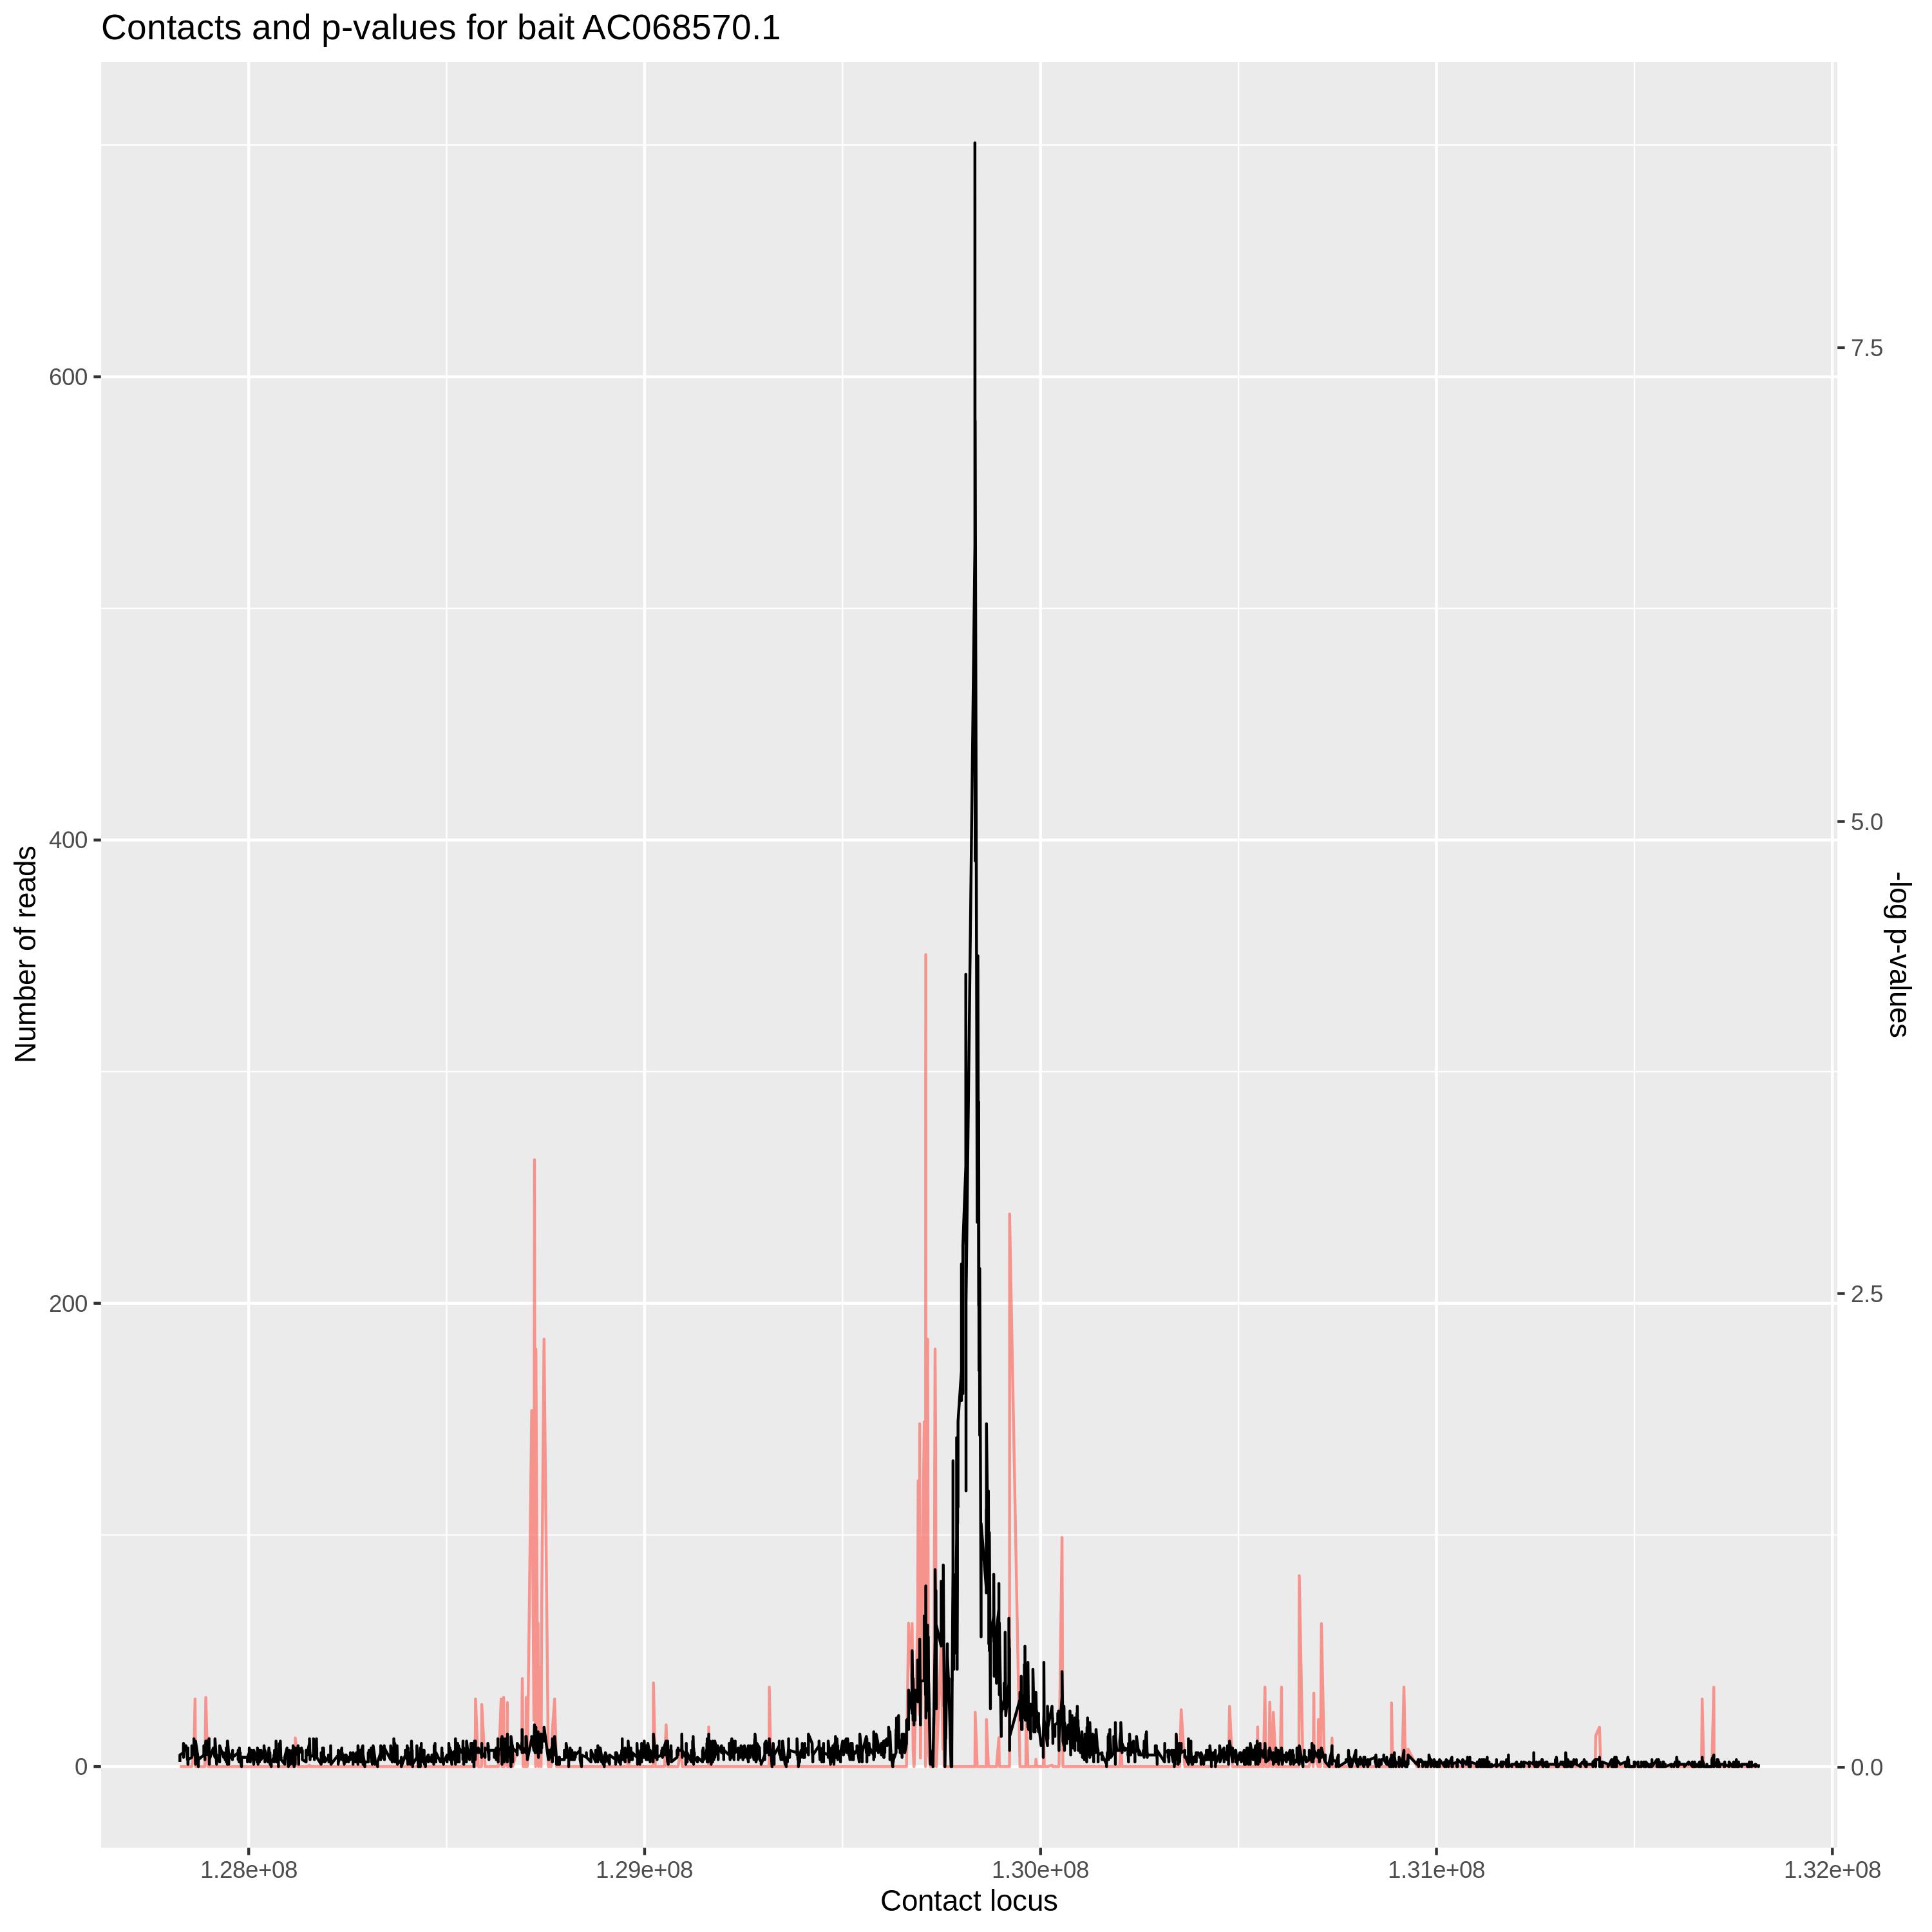 Contacts and p-values for bait AC068570.1
Number of reads
600
400
200
0
7.5
5.0
2.5
0.0
-log p-values
1.28e+08
1.29e+08
1.30e+08
1.31e+08
1.32e+08
Contact locus